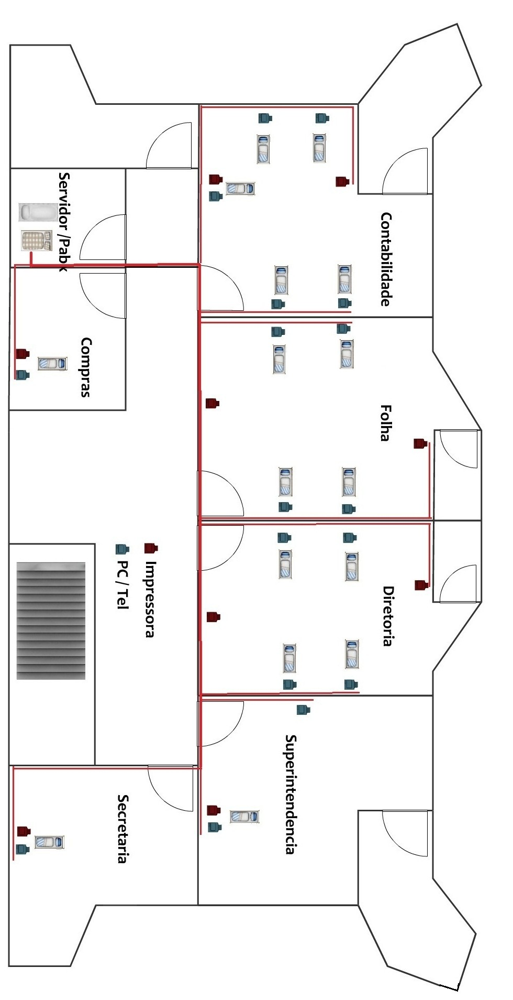 Servidor /Pabx
Contabilidade
Compras
Folha
Impressora
PC / Tel
Diretoria
Superintendencia
Secretaria